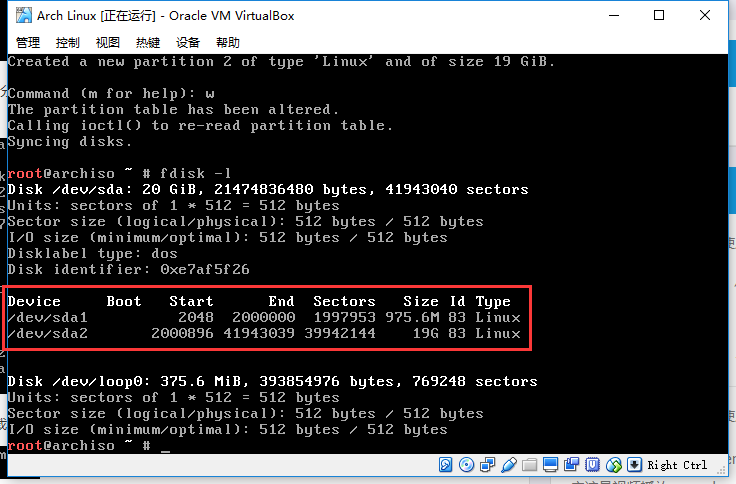 Arch Linux [正在运行] - Oracle VM VirtualBox
管理 控制 视图 热键 设备 帮助
Created a new partition 2 of type 'Linux' and of size 19 GiB.
Command (m for help): w
The partition table has been altered.
Calling ioctl() to re-read partition table.
Syncing disks.
root@archiso ~ # fdisk -l
Disk /dev/sda: 20 GiB, 21474836480 bytes, 41943040 sectors
Units: sectors of 1 * 512 = 512 bytes
Sector size (logical/physical): 512 bytes / 512 bytes
I/O size (minimum/optimal): 512 bytes / 512 bytes
Disklabel type: dos
Disk identifier: 0xe7af5f26
Device Boot Start End Sectors Size Id Type
/dev/sda1 2048 2000000 1997953 975.6M 83 Linux
/dev/sda2 2000896 41943039 39942144 19G 83 Linux
Disk /dev/loop0: 375.6 MiB, 393854976 bytes, 769248 sectors
Units: sectors of 1 * 512 = 512 bytes
Sector size (logical/physical): 512 bytes / 512 bytes
I/O size (minimum/optimal): 512 bytes / 512 bytes
root@archiso ~ # _
Right Ctrl